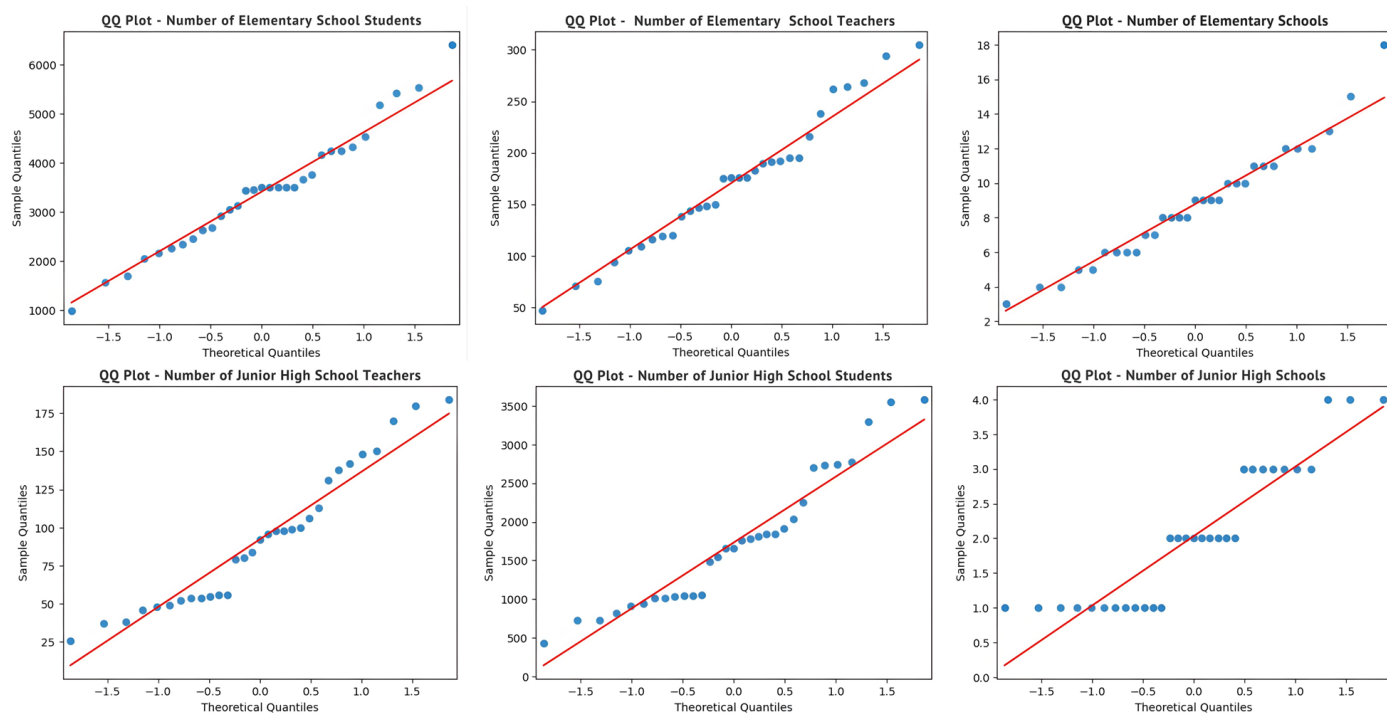 QQ Plot - Number of Elementary School Students
Sample Quantiles
6000
5000
4000
3000
2000
1000
−1.5 −1.0 −0.5 0.0 0.5 1.0 1.5
Theoretical Quantiles
QQ Plot - Number of Elementary School Teachers
Sample Quantiles
300
250
200
150
100
50
−1.5 −1.0 −0.5 0.0 0.5 1.0 1.5
Theoretical Quantiles
QQ Plot - Number of Elementary Schools
Sample Quantiles
18
16
14
12
10
8
6
4
2
−1.5 −1.0 −0.5 0.0 0.5 1.0 1.5
Theoretical Quantiles
QQ Plot - Number of Junior High School Teachers
Sample Quantiles
175
150
125
100
75
50
25
−1.5 −1.0 −0.5 0.0 0.5 1.0 1.5
Theoretical Quantiles
QQ Plot - Number of Junior High School Students
Sample Quantiles
3500
3000
2500
2000
1500
1000
500
0
−1.5 −1.0 −0.5 0.0 0.5 1.0 1.5
Theoretical Quantiles
QQ Plot - Number of Junior High Schools
Sample Quantiles
4.0
3.5
3.0
2.5
2.0
1.5
1.0
0.5
0.0
−1.5 −1.0 −0.5 0.0 0.5 1.0 1.5
Theoretical Quantiles